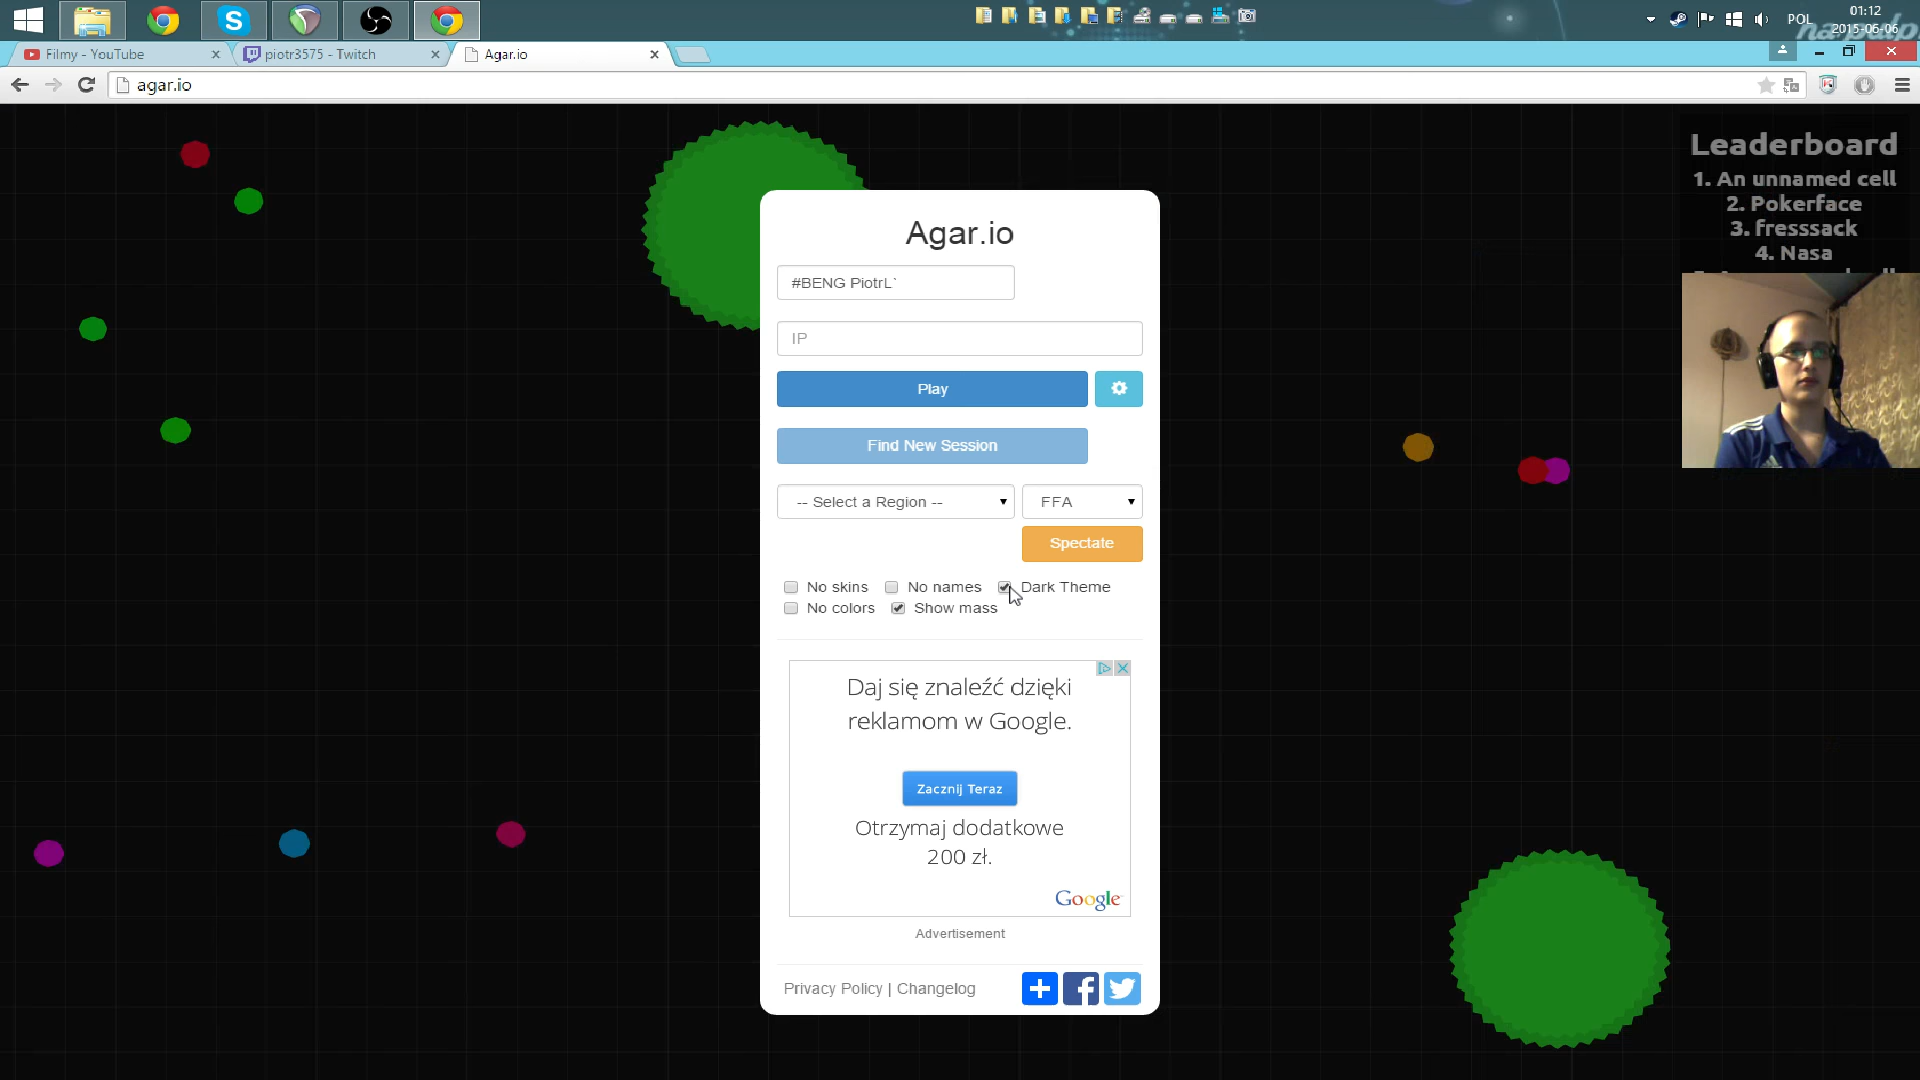 POL
01:12
2015-06-06
Filmy - YouTube
piotr3575 - Twitch
Agar.io
agar.io
Leaderboard
1. An unnamed cell
2. Pokerface
3. fresssack
4. Nasa
Agar.io
#BENG PiotrL`
IP
Play
Find New Session
-- Select a Region --
FFA
Spectate
No skins
No names
Dark Theme
No colors
Show mass
Daj się znaleźć dzięki
reklamom w Google.
Zacznij Teraz
Otrzymaj dodatkowe
200 zł.
Google
Advertisement
Privacy Policy | Changelog